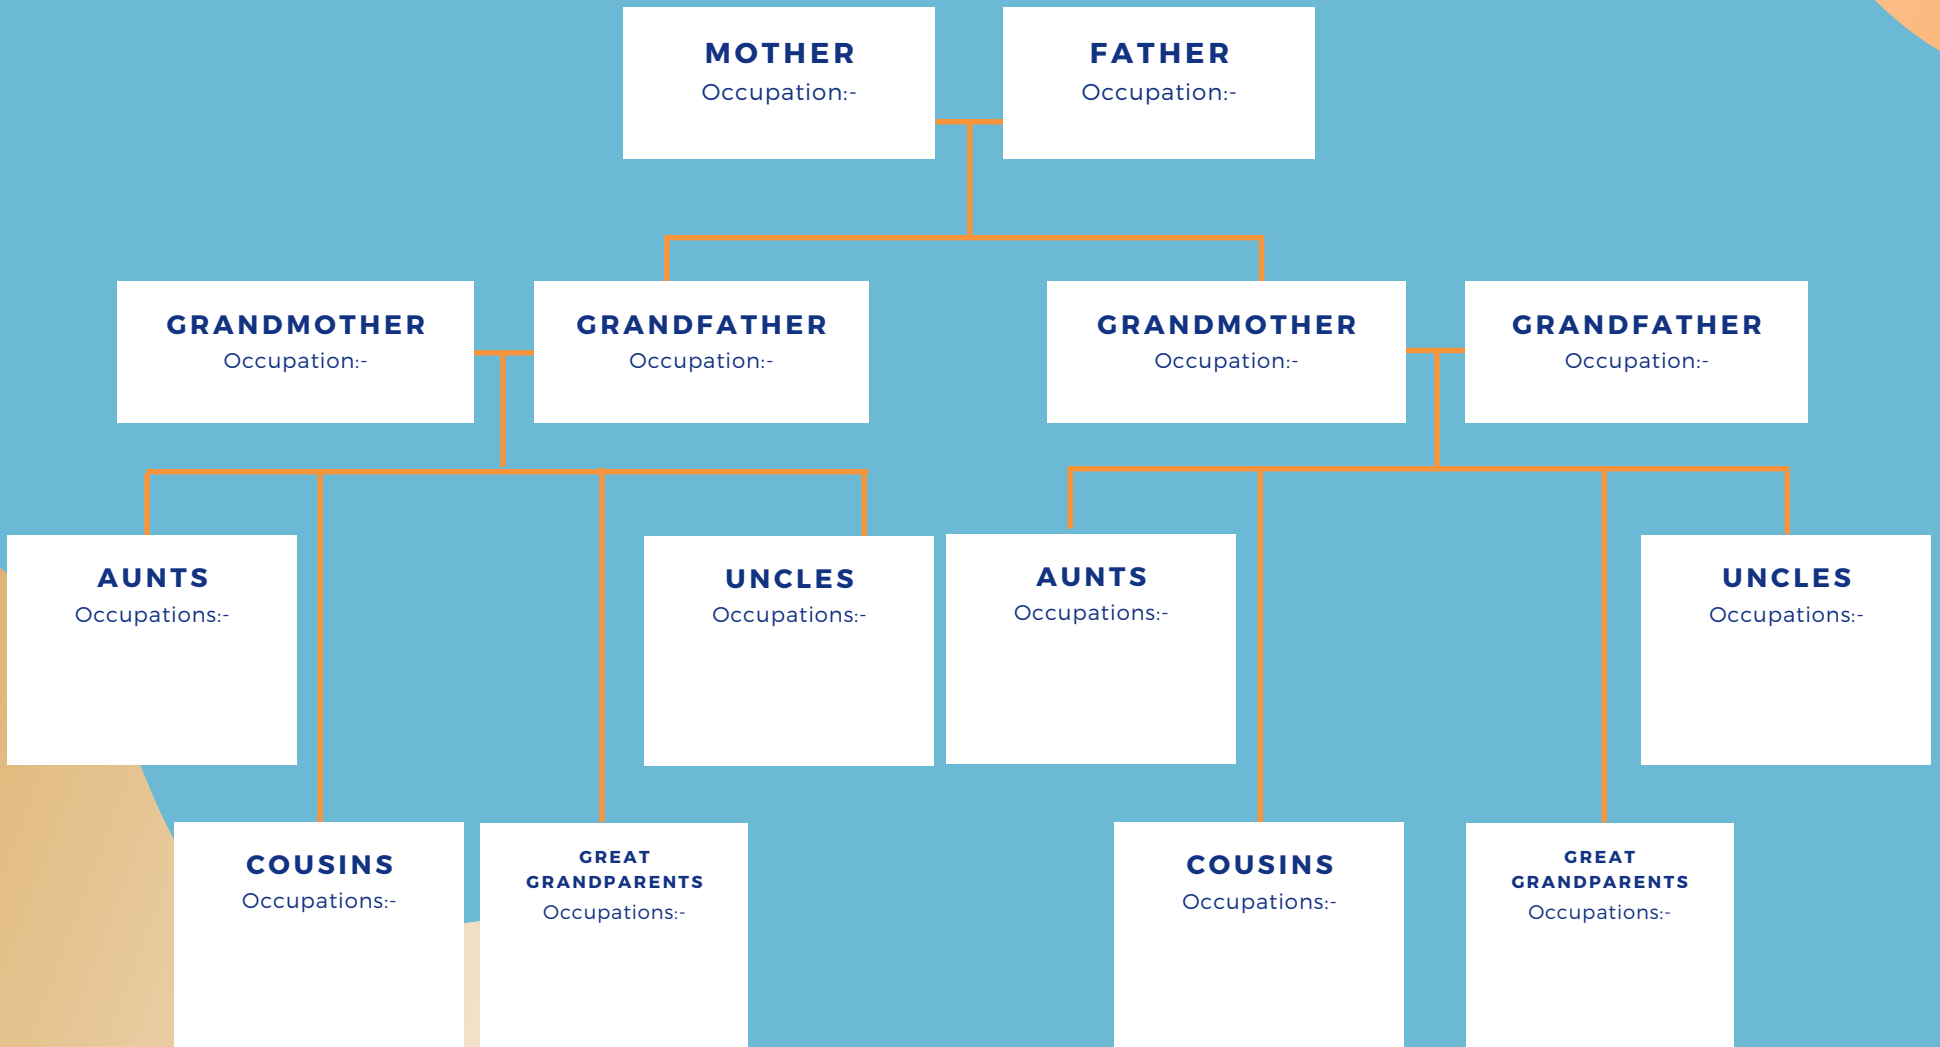 MOTHER
Occupation:-
FATHER
Occupation:-
GRANDMOTHER
Occupation:-
GRANDFATHER
Occupation:-
GRANDMOTHER
Occupation:-
GRANDFATHER
Occupation:-
AUNTS
Occupations:-
UNCLES
Occupations:-
AUNTS
Occupations:-
UNCLES
Occupations:-
COUSINS
Occupations:-
GREAT
GRANDPARENTS
Occupations:-
COUSINS
Occupations:-
GREAT
GRANDPARENTS
Occupations:-